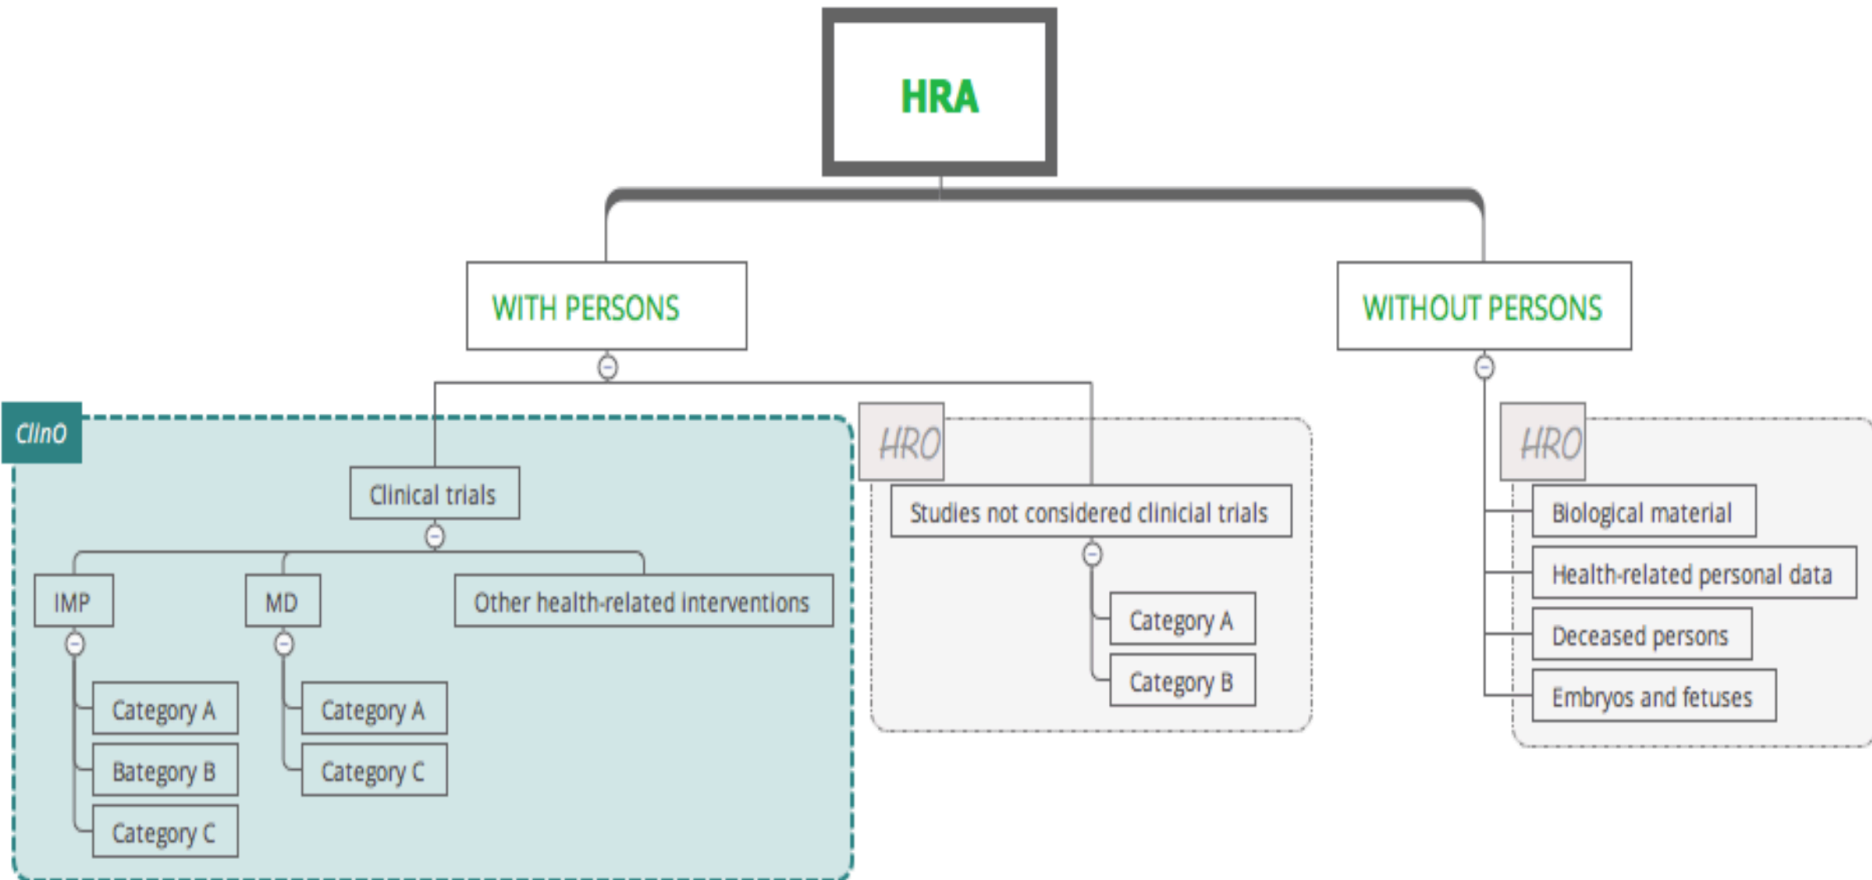 HRA
WITH PERSONS
WITHOUT PERSONS
ClinO
Clinical trials
IMP
Category A
Bategory B
Category C
MD
Category A
Category C
Other health-related interventions
HRO
Studies not considered clinicial trials
Category A
Category B
HRO
Biological material
Health-related personal data
Deceased persons
Embryos and fetuses